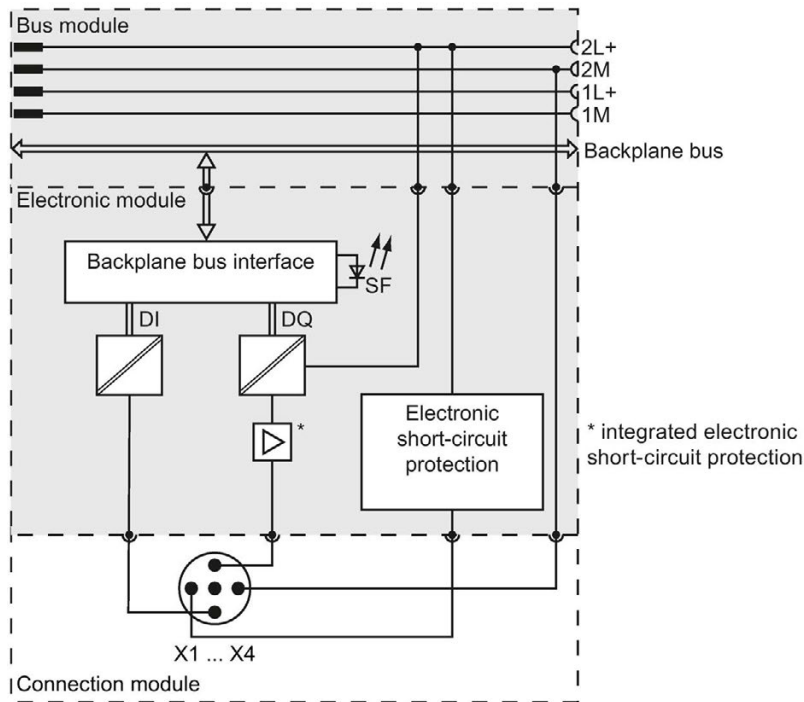 Bus module
2L+
2M
1L+
1M
Backplane bus
Electronic module
Backplane bus interface
SF
DI
DQ
*
Electronic
short-circuit
protection
* integrated electronic
short-circuit protection
X1 ... X4
Connection module